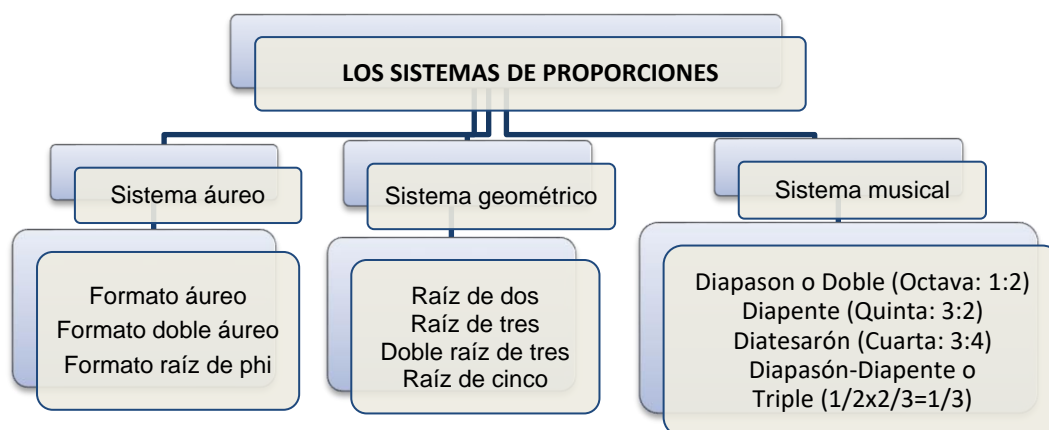 LOS SISTEMAS DE PROPORCIONES
Sistema áureo
Formato áureo
Formato doble áureo
Formato raíz de phi
Sistema geométrico
Raíz de dos
Raíz de tres
Doble raíz de tres
Raíz de cinco
Sistema musical
Diapason o Doble (Octava: 1:2)
Diapente (Quinta: 3:2)
Diatesarón (Cuarta: 3:4)
Diapasón-Diapente o
Triple (1/2x2/3=1/3)